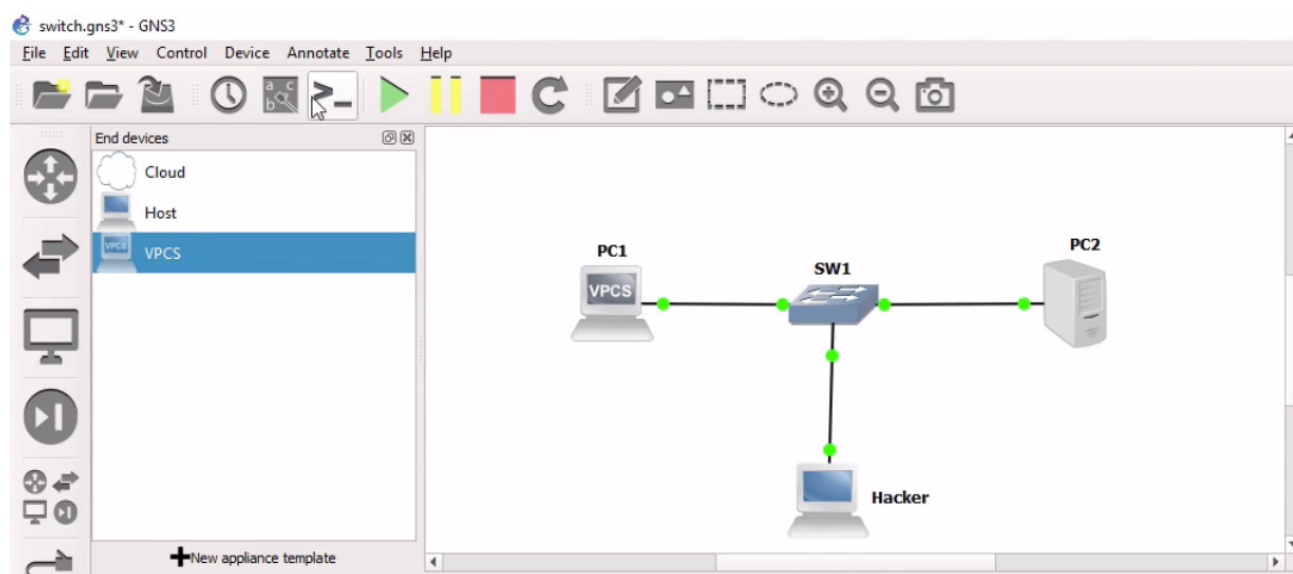 switch.gns3* - GNS3
File Edit View Control Device Annotate Tools Help
End devices
Cloud
Host
VPCS
VPCS
New appliance template
PC1
VPCS
SW1
PC2
Hacker